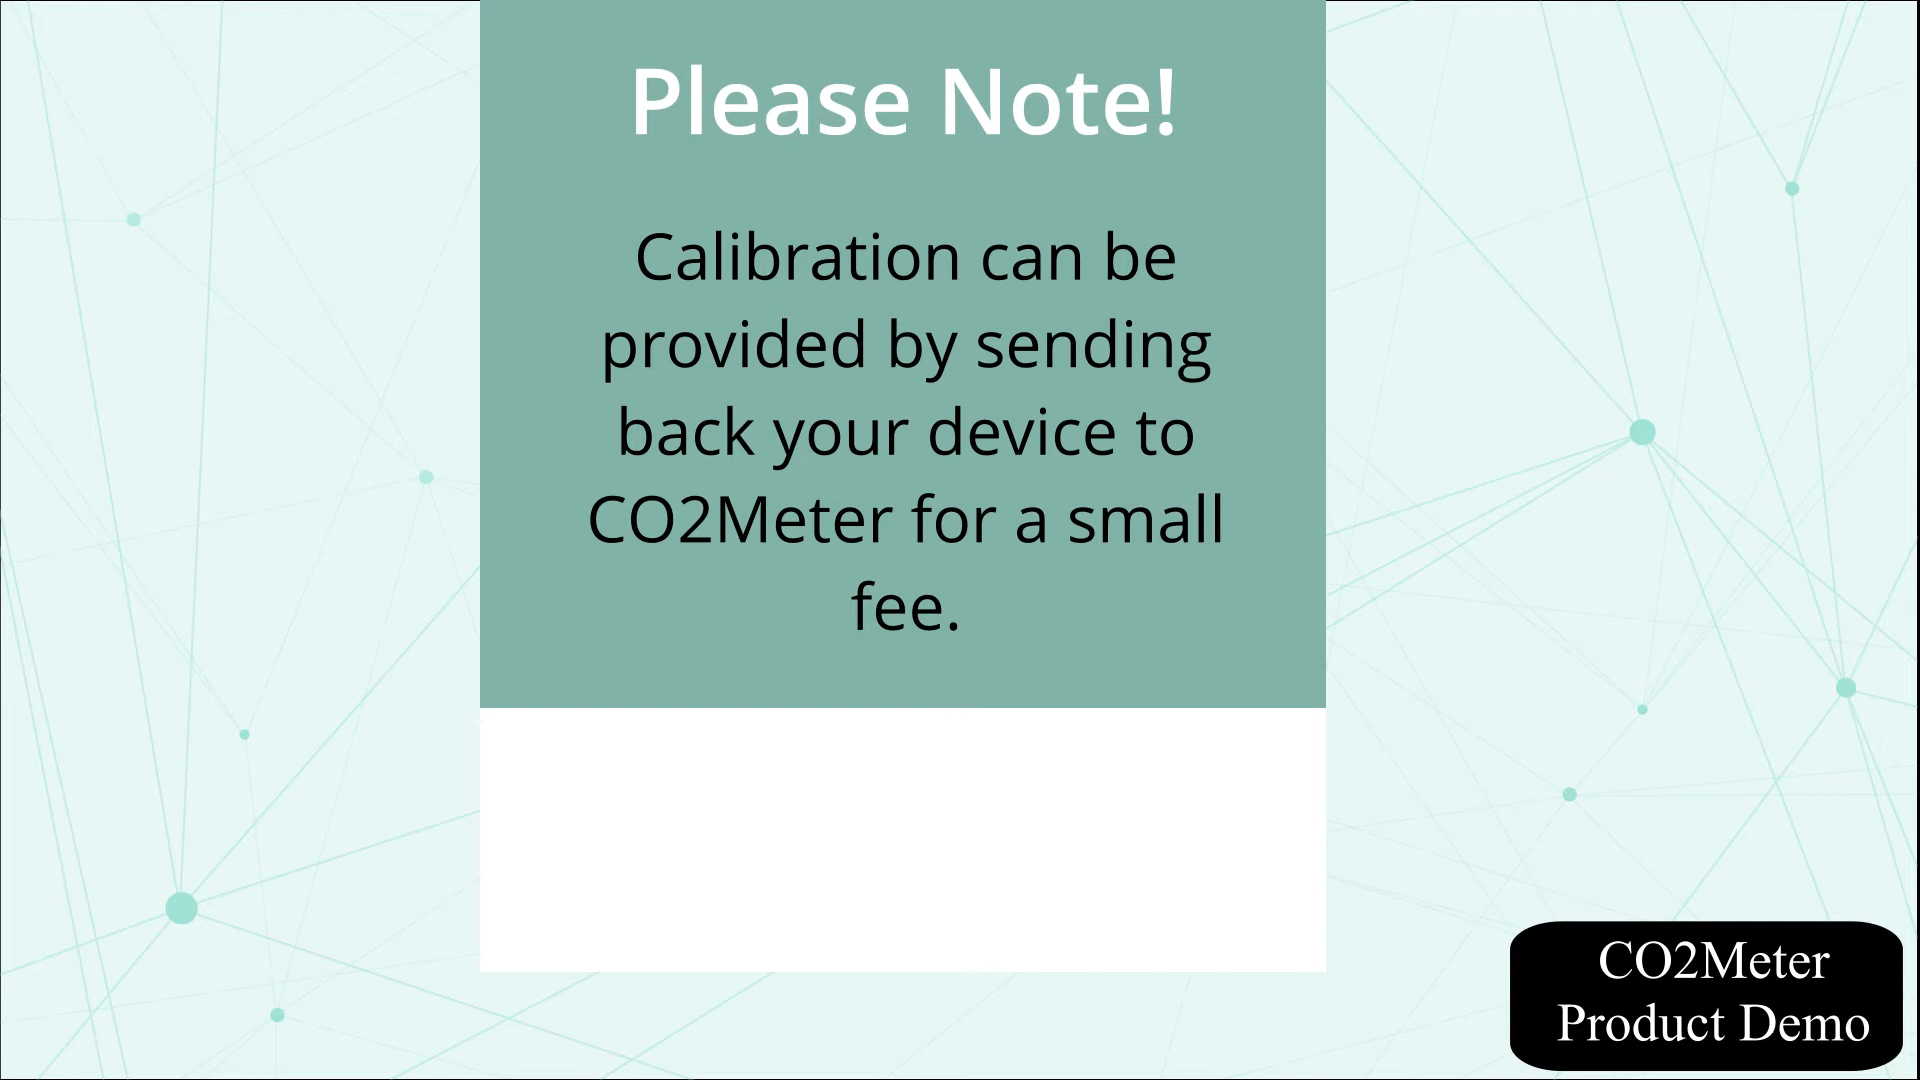 Please Note!
Calibration can be
provided by sending
back your device to
CO2Meter for a small
fee.
CO2Meter
Product Demo